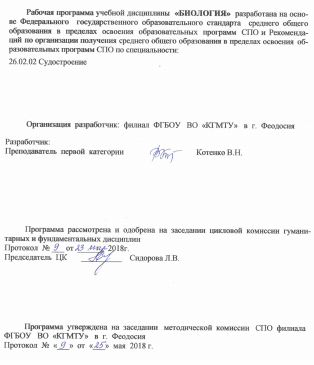 Рабочая программа учебной дисциплины «БИОЛОГИЯ» разработана на осно-
ве Федерального государственного образовательного стандарта среднего общего
образования в пределах освоения образовательных программ СПО и Рекоменда-
ций по организации получения среднего общего образования в пределах освоения об-
разовательных программ СПО по специальности:
26.02.02 Судостроение
Организация разработчик: филиал ФГБОУ ВО «КГМТУ» в г. Феодосия
Разработчик:
Преподаватель первой категории Котенко В.Н.
Программа рассмотрена и одобрена на заседании цикловой комиссии гумани-
тарных и фундаментальных дисциплин
Протокол № 9 от 23 мая 2018г.
Председатель ЦК Сидорова Л.В.
Программа утверждена на заседании методической комиссии СПО филиала
ФГБОУ ВО «КГМТУ» в г. Феодосия
Протокол № « 9 » от «25» мая 2018 г.